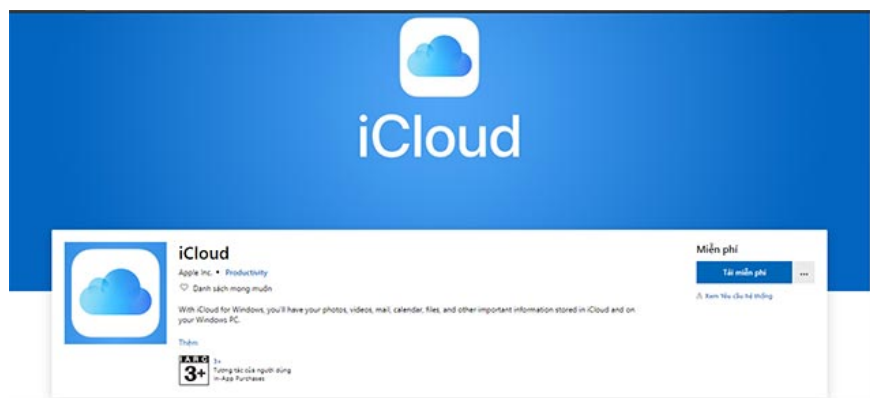 iCloud
iCloud
Apple Inc. • Productivity
Danh sách mong muốn
With iCloud for Windows, you'll have your photos, videos, mail, calendar, files, and other important information stored in iCloud and on
your Windows PC.
Thêm
IARC
3+
3+
Tương tác của người dùng
In-App Purchases
Miễn phí
Tải miễn phí
...
Xem Yêu cầu hệ thống